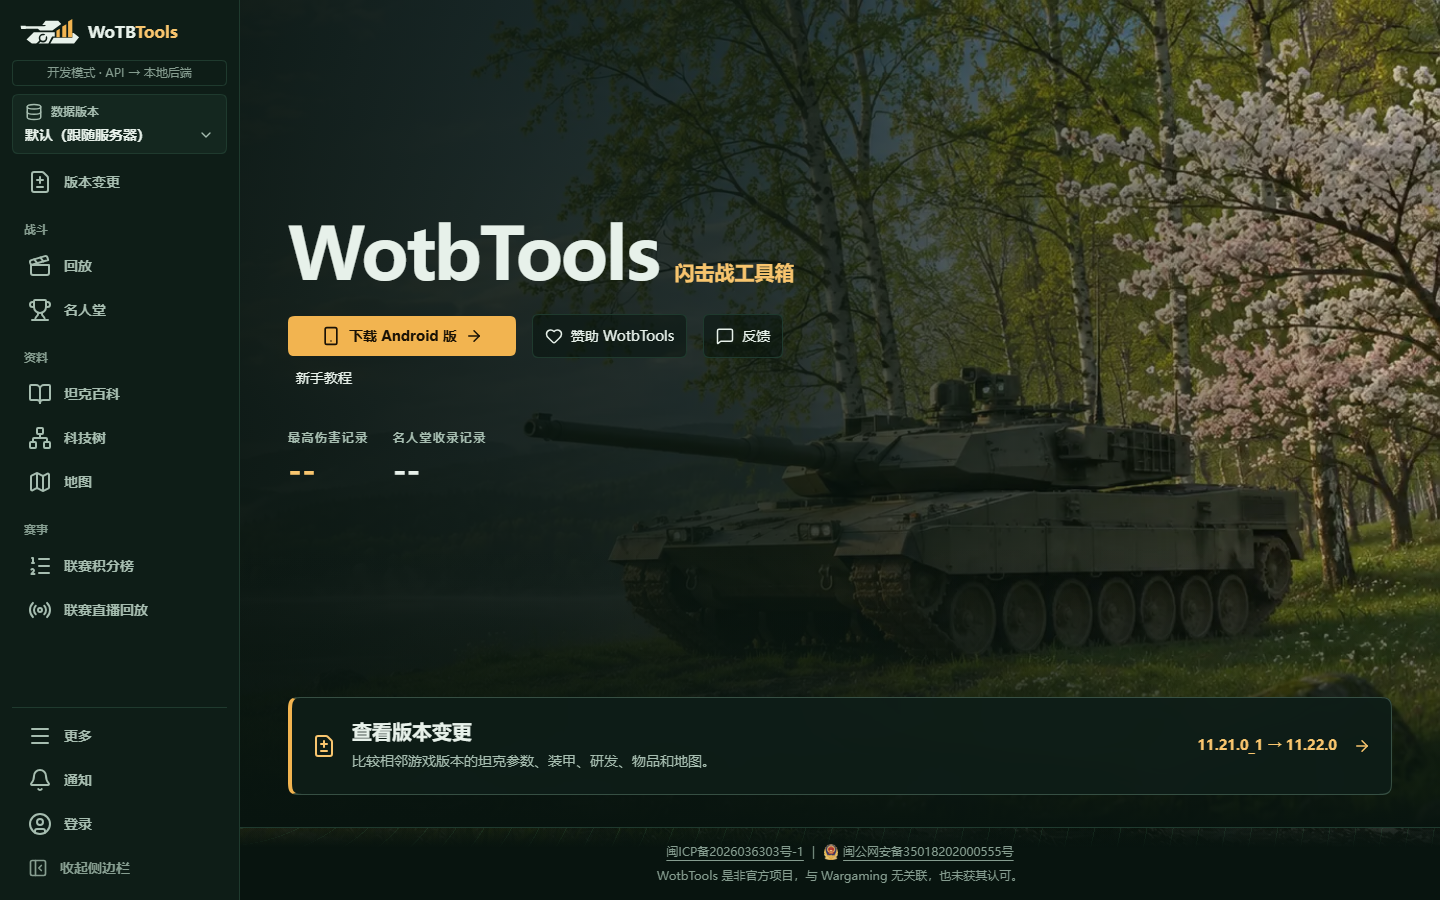 WoTBTools
开发模式 · API → 本地后端
数据版本
默认（跟随服务器）
版本变更
战斗
回放
名人堂
资料
坦克百科
科技树
地图
赛事
联赛积分榜
联赛直播回放
更多
通知
登录
收起侧边栏
WotbTools 闪击战工具箱
下载 Android 版 →
赞助 WotbTools
反馈
新手教程
最高伤害记录 名人堂收录记录
-- --
查看版本变更
比较相邻游戏版本的坦克参数、装甲、研发、物品和地图。
11.21.0_1 → 11.22.0 →
闽ICP备2026036303号-1 | 闽公网安备35018202000555号
WotbTools 是非官方项目，与 Wargaming 无关联，也未获其认可。